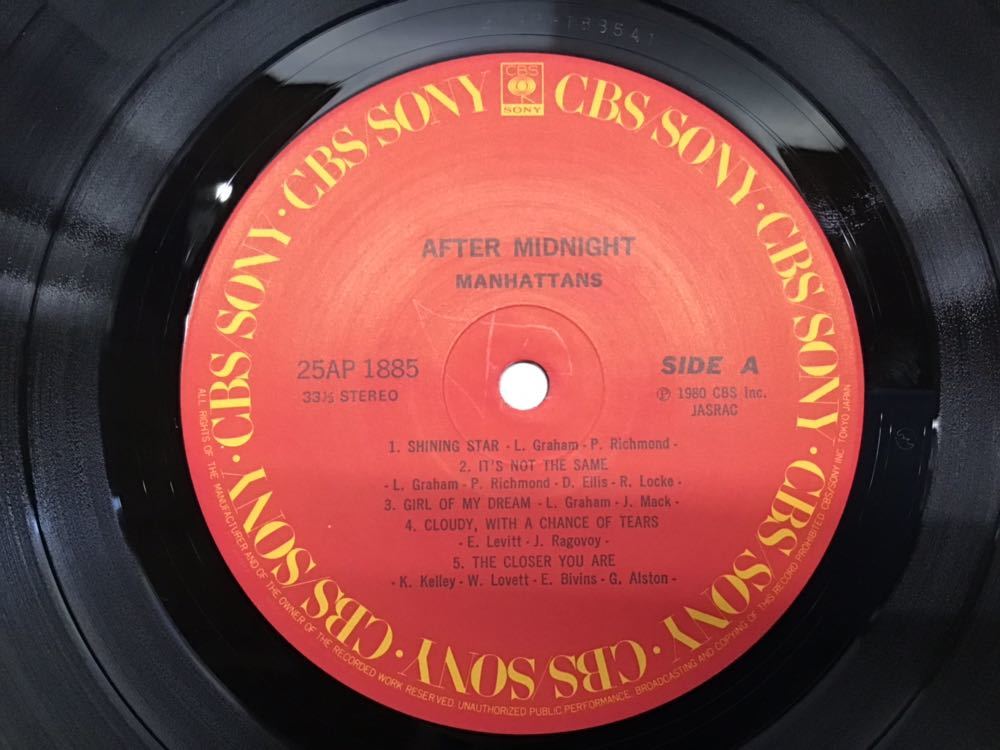 CBS
SONY
CBS/SONY · CBS/SONY · CBS/SONY · CBS/SONY · CBS/SONY · CBS/SONY · CBS/SONY · CBS/SONY · CBS/SONY
AFTER MIDNIGHT
MANHATTANS
25AP 1885
33⅓ STEREO
SIDE A
Ⓟ 1980 CBS Inc.
JASRAC
1. SHINING STAR - L. Graham - P. Richmond -
2. IT'S NOT THE SAME
- L. Graham - P. Richmond - D. Ellis - R. Locke -
3. GIRL OF MY DREAM - L. Graham - J. Mack -
4. CLOUDY, WITH A CHANCE OF TEARS
- E. Levitt - J. Ragovoy -
5. THE CLOSER YOU ARE
- K. Kelley - W. Lovett - E. Bivins - G. Alston -
ALL RIGHTS OF THE MANUFACTURER AND OF THE OWNER OF THE RECORDED WORK RESERVED. UNAUTHORIZED PUBLIC PERFORMANCE, BROADCASTING AND COPYING OF THIS RECORD PROHIBITED. CBS/SONY INC. TOKYO JAPAN